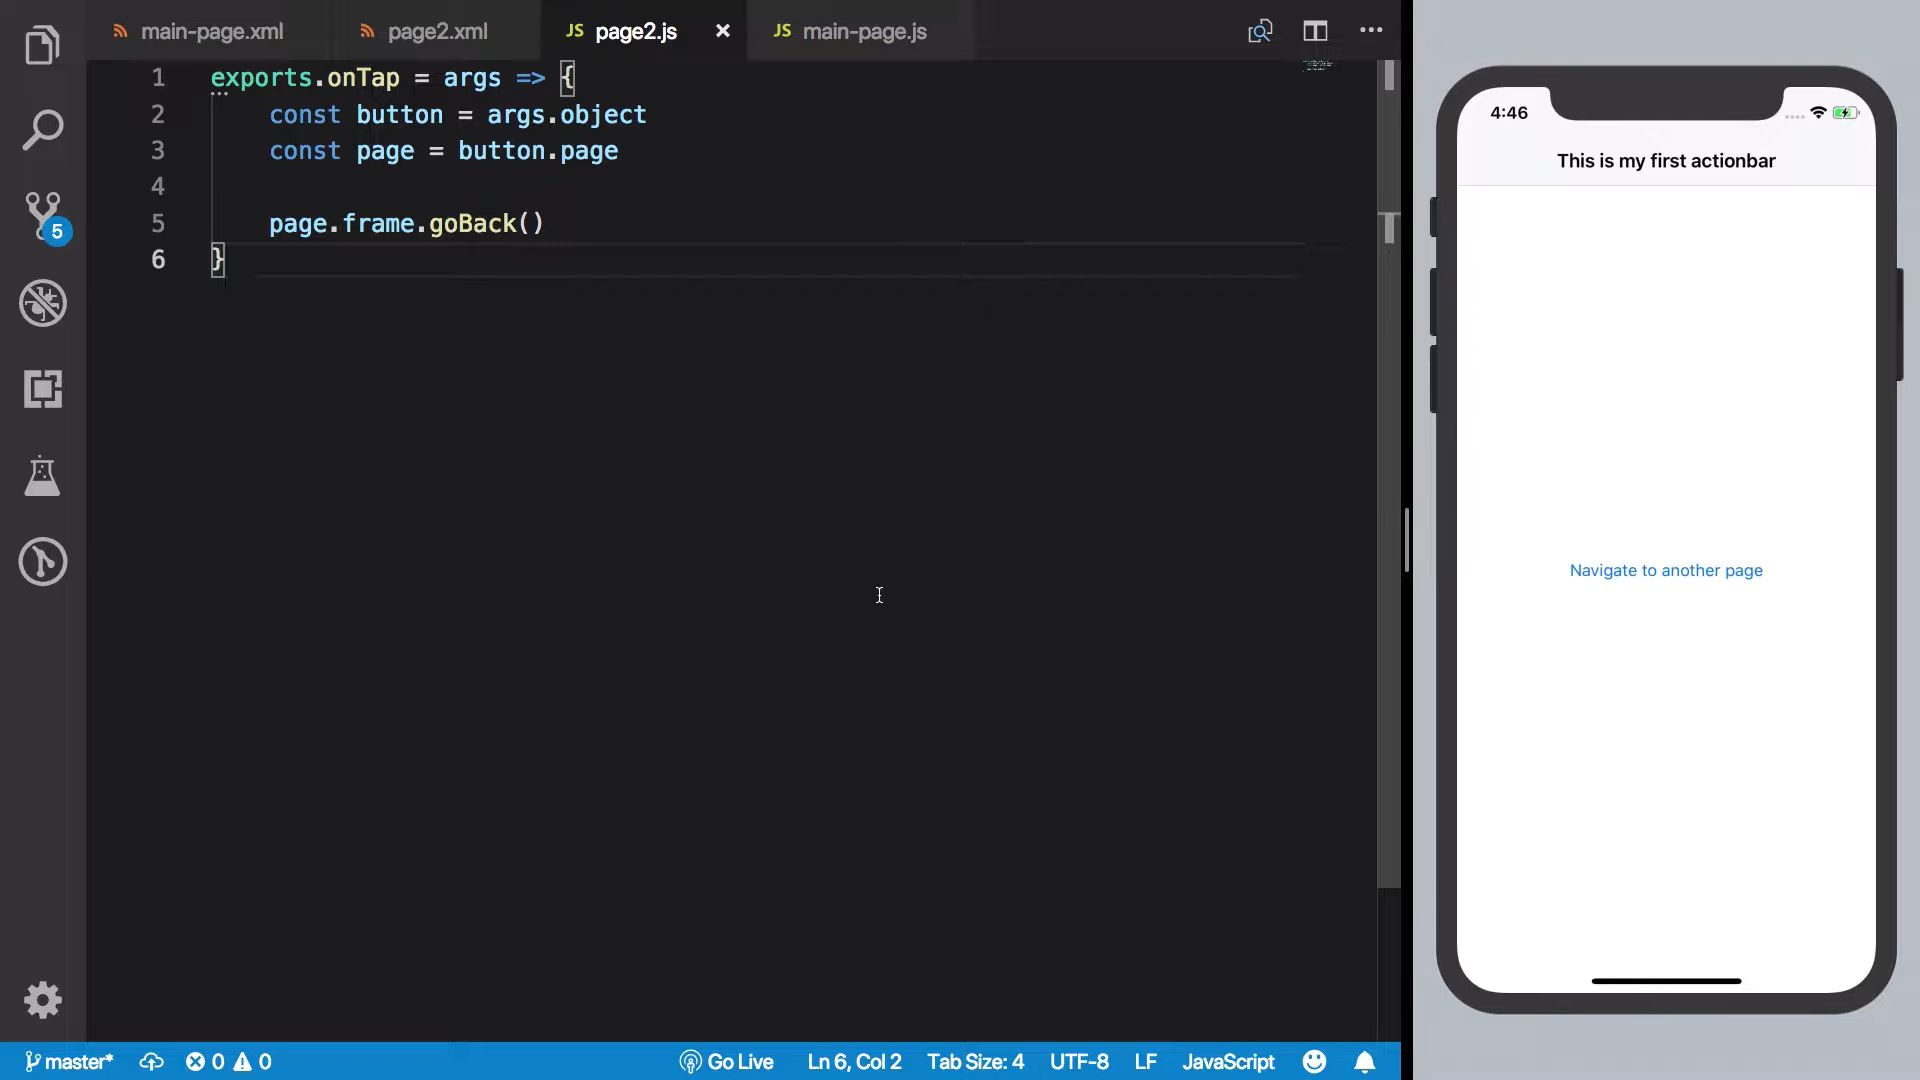 main-page.xml
page2.xml
JS page2.js
JS main-page.js
1 exports.onTap = args => {
2 const button = args.object
3 const page = button.page
4
5 page.frame.goBack()
6 }
5
4:46
This is my first actionbar
Navigate to another page
master* 0 0 Go Live Ln 6, Col 2 Tab Size: 4 UTF-8 LF JavaScript